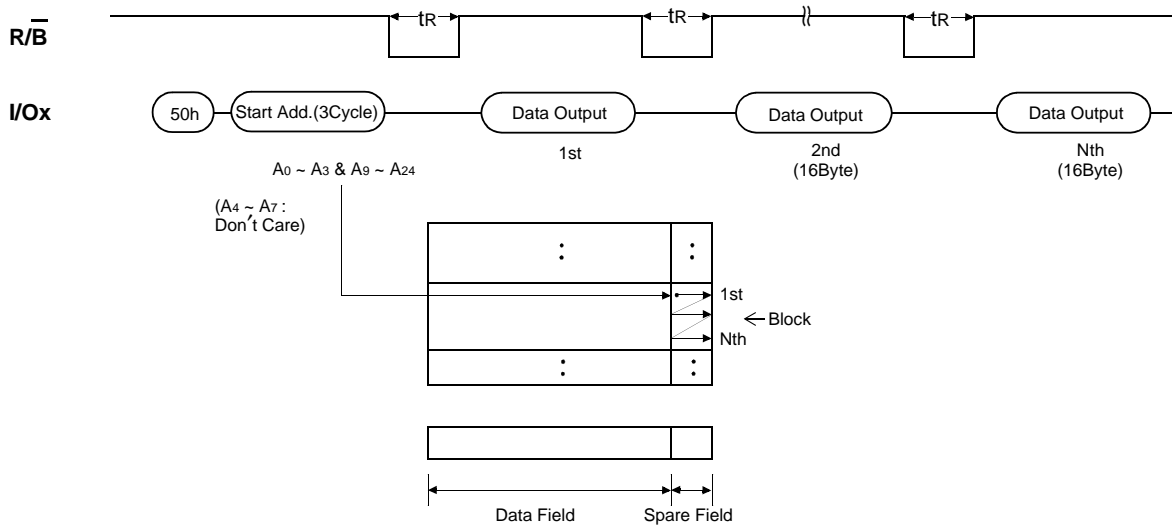 tR tR tR
R/B
I/Ox
50h Start Add.(3Cycle) Data Output Data Output Data Output
1st 2nd Nth
(16Byte) (16Byte)
A0 ~ A3 & A9 ~ A24
(A4 ~ A7 :
Don't Care)
1st
Block
Nth
Data Field Spare Field